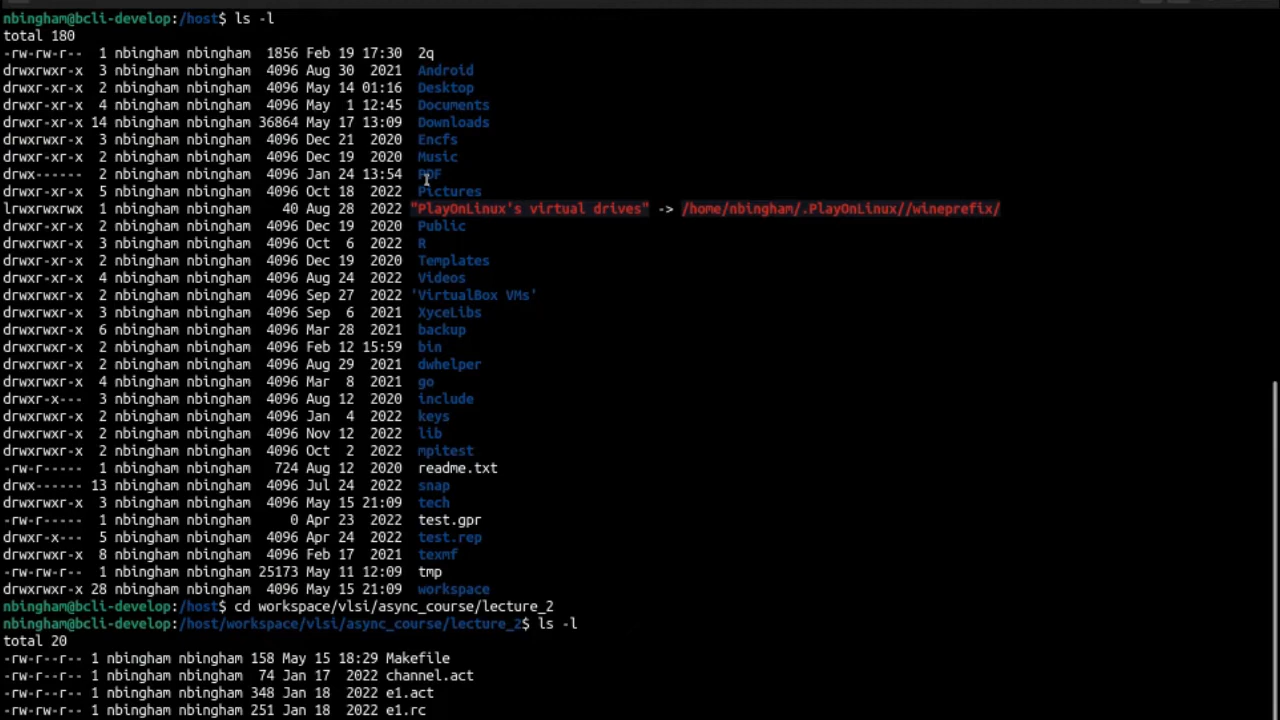 nbingham@bcli-develop:/host$ ls -l
total 180
-rw-rw-r-- 1 nbingham nbingham 1856 Feb 19 17:30 2q
drwxrwxr-x 3 nbingham nbingham 4096 Aug 30 2021 Android
drwxr-xr-x 2 nbingham nbingham 4096 May 14 01:16 Desktop
drwxr-xr-x 4 nbingham nbingham 4096 May 1 12:45 Documents
drwxr-xr-x 14 nbingham nbingham 36864 May 17 13:09 Downloads
drwxrwxr-x 3 nbingham nbingham 4096 Dec 21 2020 Encfs
drwxr-xr-x 2 nbingham nbingham 4096 Dec 19 2020 Music
drwx------ 2 nbingham nbingham 4096 Jan 24 13:54 PDF
drwxr-xr-x 5 nbingham nbingham 4096 Oct 18 2022 Pictures
lrwxrwxrwx 1 nbingham nbingham 40 Aug 28 2022 "PlayOnLinux's virtual drives" -> /home/nbingham/.PlayOnLinux//wineprefix/
drwxr-xr-x 2 nbingham nbingham 4096 Dec 19 2020 Public
drwxrwxr-x 3 nbingham nbingham 4096 Oct 6 2022 R
drwxr-xr-x 2 nbingham nbingham 4096 Dec 19 2020 Templates
drwxr-xr-x 4 nbingham nbingham 4096 Aug 24 2022 Videos
drwxrwxr-x 2 nbingham nbingham 4096 Sep 27 2022 'VirtualBox VMs'
drwxrwxr-x 3 nbingham nbingham 4096 Sep 6 2021 XyceLibs
drwxrwxr-x 6 nbingham nbingham 4096 Mar 28 2021 backup
drwxrwxr-x 2 nbingham nbingham 4096 Feb 12 15:59 bin
drwxrwxr-x 2 nbingham nbingham 4096 Aug 29 2021 dwhelper
drwxrwxr-x 4 nbingham nbingham 4096 Mar 8 2021 go
drwxr-x--- 3 nbingham nbingham 4096 Aug 12 2020 include
drwxrwxr-x 2 nbingham nbingham 4096 Jan 4 2022 keys
drwxrwxr-x 2 nbingham nbingham 4096 Nov 12 2022 lib
drwxrwxr-x 2 nbingham nbingham 4096 Oct 2 2022 mpitest
-rw-r----- 1 nbingham nbingham 724 Aug 12 2020 readme.txt
drwx------ 13 nbingham nbingham 4096 Jul 24 2022 snap
drwxrwxr-x 3 nbingham nbingham 4096 May 15 21:09 tech
-rw-r----- 1 nbingham nbingham 0 Apr 23 2022 test.gpr
drwxr-x--- 5 nbingham nbingham 4096 Apr 24 2022 test.rep
drwxrwxr-x 8 nbingham nbingham 4096 Feb 17 2021 texmf
-rw-rw-r-- 1 nbingham nbingham 25173 May 11 12:09 tmp
drwxrwxr-x 28 nbingham nbingham 4096 May 15 21:09 workspace
nbingham@bcli-develop:/host$ cd workspace/vlsi/async_course/lecture_2
nbingham@bcli-develop:/host/workspace/vlsi/async_course/lecture_2$ ls -l
total 20
-rw-r--r-- 1 nbingham nbingham 158 May 15 18:29 Makefile
-rw-r--r-- 1 nbingham nbingham 74 Jan 17 2022 channel.act
-rw-r--r-- 1 nbingham nbingham 348 Jan 18 2022 e1.act
-rw-r--r-- 1 nbingham nbingham 251 Jan 18 2022 e1.rc